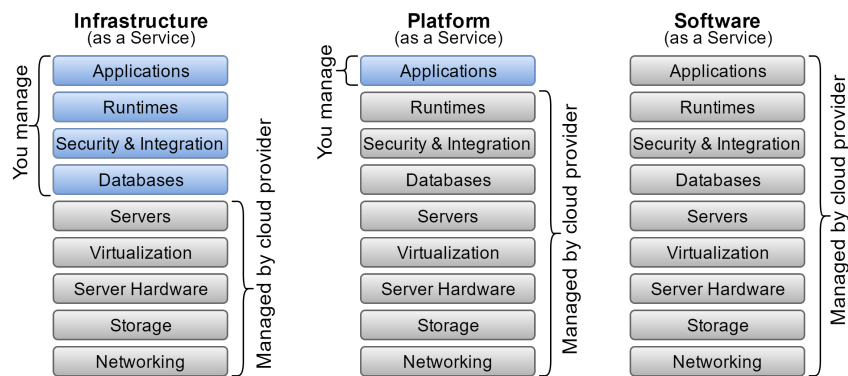 Infrastructure
(as a Service)
You manage
Applications
Runtimes
Security & Integration
Databases
Servers
Virtualization
Server Hardware
Storage
Networking
Managed by cloud provider
Platform
(as a Service)
You manage
Applications
Runtimes
Security & Integration
Databases
Servers
Virtualization
Server Hardware
Storage
Networking
Managed by cloud provider
Software
(as a Service)
Applications
Runtimes
Security & Integration
Databases
Servers
Virtualization
Server Hardware
Storage
Networking
Managed by cloud provider